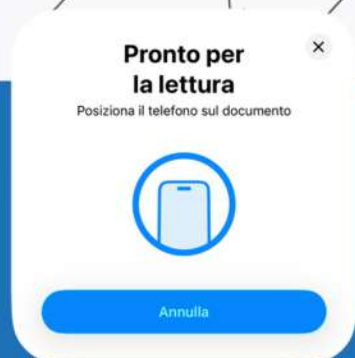 Pronto per
la lettura
Posiziona il telefono sul documento
Annulla